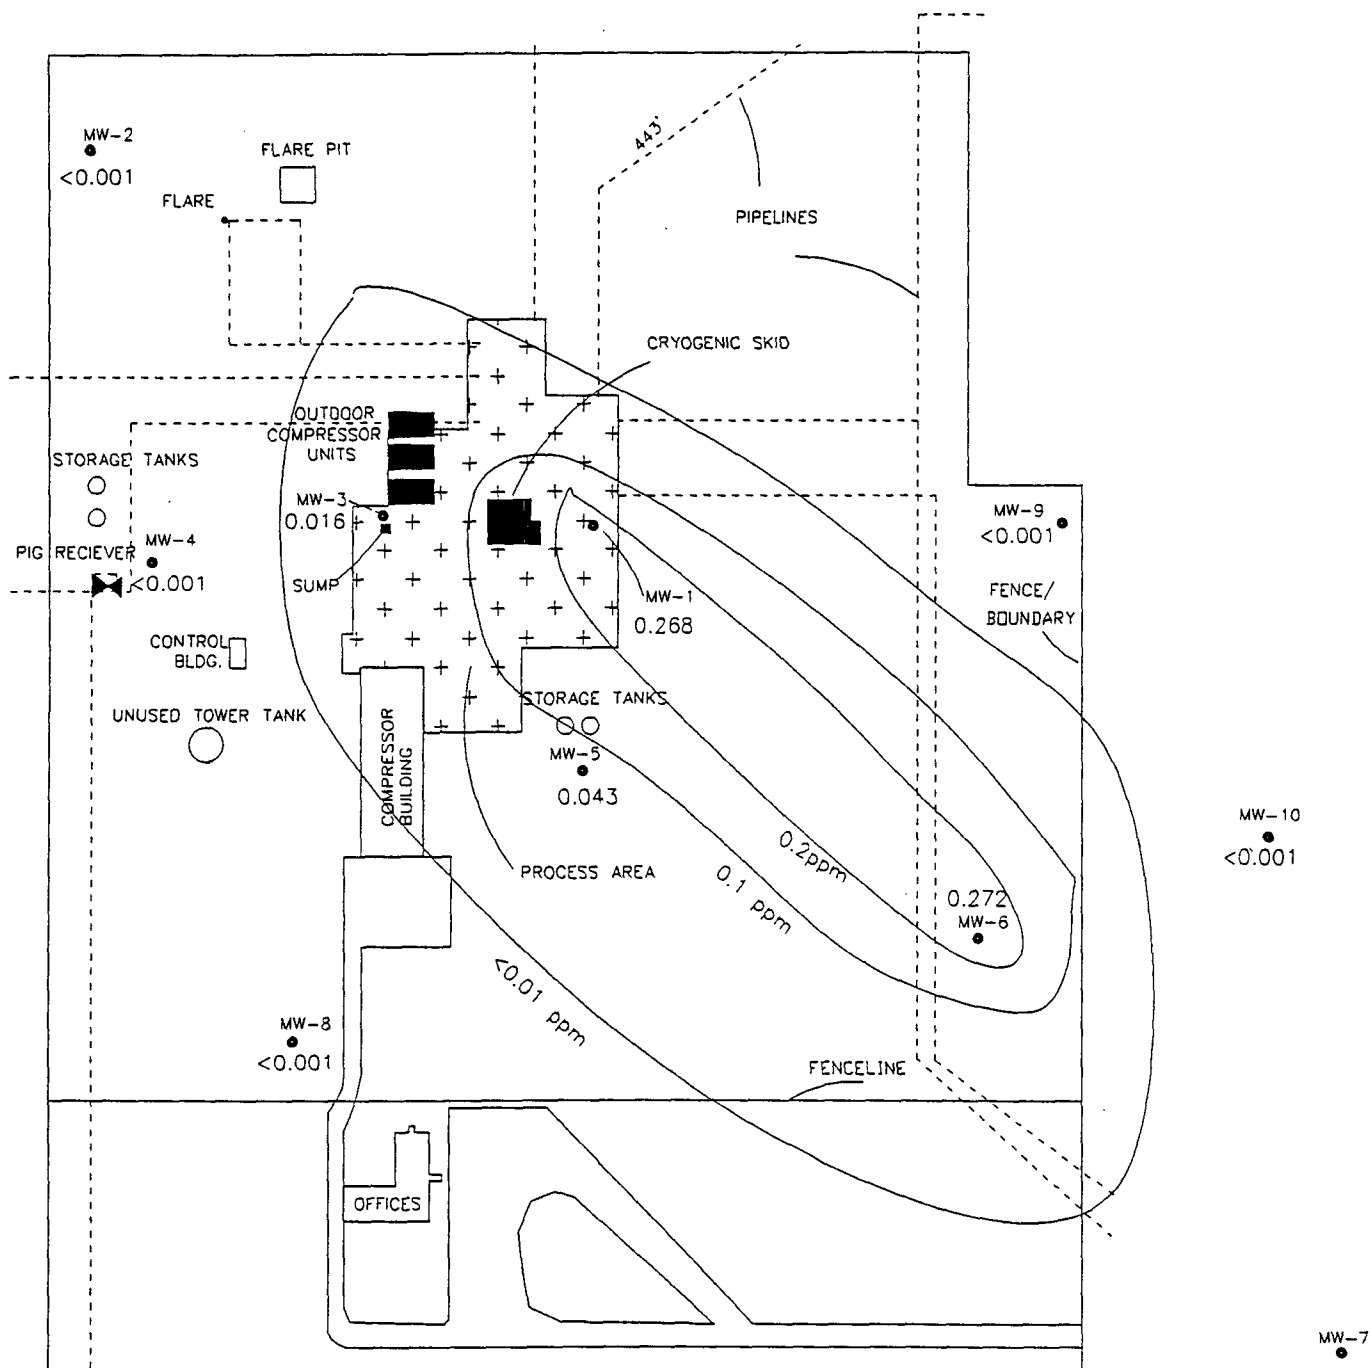 MW-2
<0.001
FLARE PIT
FLARE
443'
PIPELINES
CRYOGENIC SKID
OUTDOOR
COMPRESSOR
UNITS
STORAGE TANKS
MW-3
0.016
MW-9
<0.001
PIG RECIEVER
MW-4
<0.001
SUMP
MW-1
0.268
FENCE/
BOUNDARY
CONTROL
BLDG.
STORAGE TANKS
UNUSED TOWER TANK
COMPRESSOR
BUILDING
MW-5
0.043
MW-10
<0.001
0.2ppm
PROCESS AREA
0.1 ppm
0.272
MW-6
<0.01 ppm
MW-8
<0.001
FENCELINE
OFFICES
MW-7